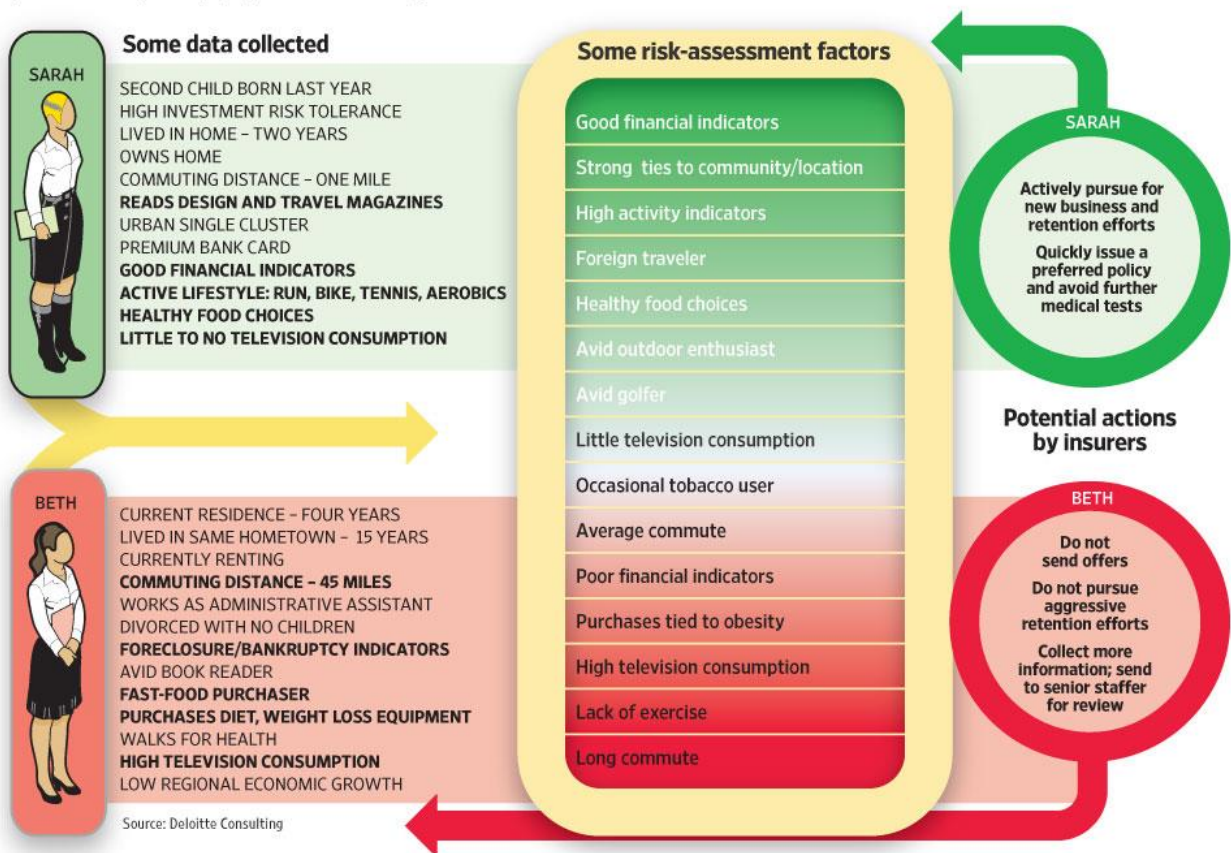 Some data collected
SARAH
SECOND CHILD BORN LAST YEAR
HIGH INVESTMENT RISK TOLERANCE
LIVED IN HOME – TWO YEARS
OWNS HOME
COMMUTING DISTANCE – ONE MILE
READS DESIGN AND TRAVEL MAGAZINES
URBAN SINGLE CLUSTER
PREMIUM BANK CARD
GOOD FINANCIAL INDICATORS
ACTIVE LIFESTYLE: RUN, BIKE, TENNIS, AEROBICS
HEALTHY FOOD CHOICES
LITTLE TO NO TELEVISION CONSUMPTION
BETH
CURRENT RESIDENCE – FOUR YEARS
LIVED IN SAME HOMETOWN – 15 YEARS
CURRENTLY RENTING
COMMUTING DISTANCE – 45 MILES
WORKS AS ADMINISTRATIVE ASSISTANT
DIVORCED WITH NO CHILDREN
FORECLOSURE/BANKRUPTCY INDICATORS
AVID BOOK READER
FAST-FOOD PURCHASER
PURCHASES DIET, WEIGHT LOSS EQUIPMENT
WALKS FOR HEALTH
HIGH TELEVISION CONSUMPTION
LOW REGIONAL ECONOMIC GROWTH
Source: Deloitte Consulting
Some risk-assessment factors
Good financial indicators
Strong ties to community/location
High activity indicators
Foreign traveler
Healthy food choices
Avid outdoor enthusiast
Avid golfer
Little television consumption
Occasional tobacco user
Average commute
Poor financial indicators
Purchases tied to obesity
High television consumption
Lack of exercise
Long commute
SARAH
Actively pursue for
new business and
retention efforts
Quickly issue a
preferred policy
and avoid further
medical tests
Potential actions
by insurers
BETH
Do not
send offers
Do not pursue
aggressive
retention efforts
Collect more
information; send
to senior staffer
for review